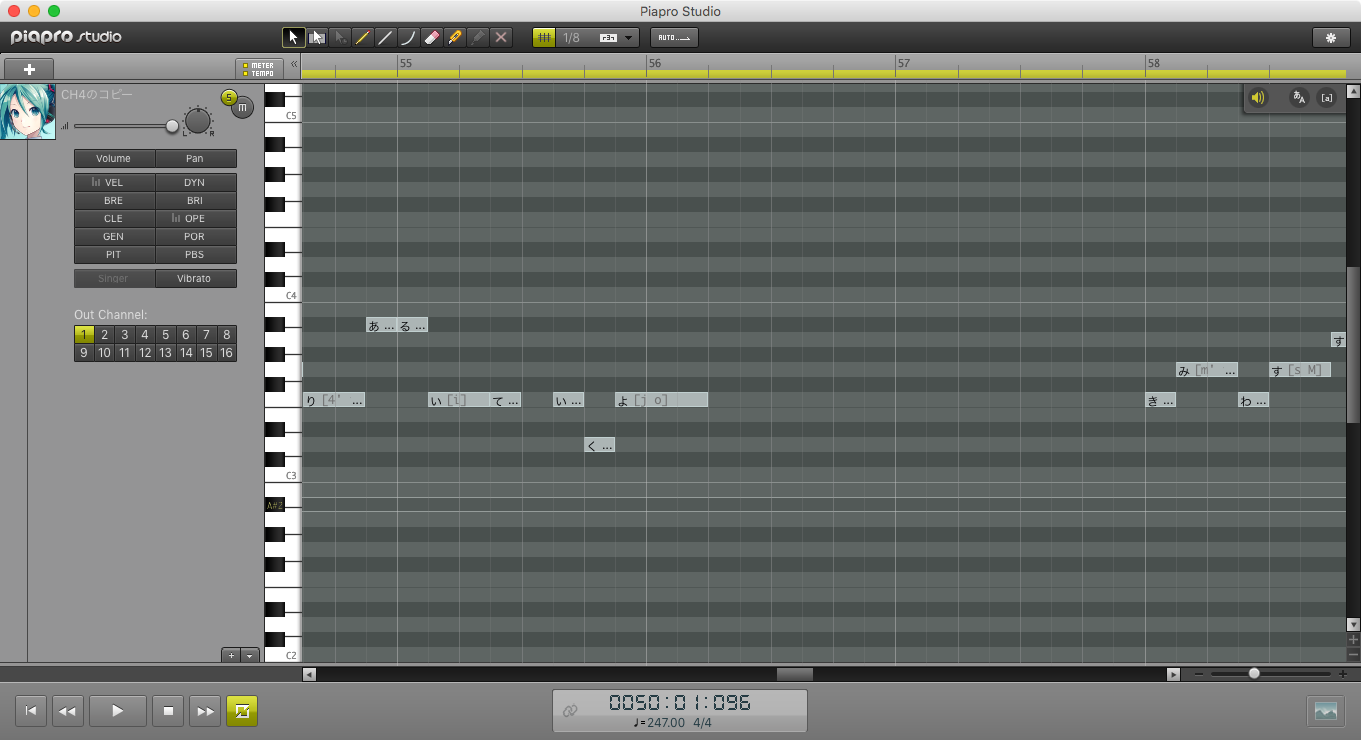 Piapro Studio
piapro studio
1/8
AUTO
+
METER
TEMPO
«
55
56
57
58
CH4のコピー
S
m
L
R
Volume
Pan
VEL
DYN
BRE
BRI
CLE
OPE
GEN
POR
PIT
PBS
Singer
Vibrato
Out Channel:
1 2 3 4 5 6 7 8
9 10 11 12 13 14 15 16
C5
C4
C3
A#2
C2
あA
[a]
あ ...
る ...
す
み [m' ...
す [s M]
り [4' ...
い [i]
て ...
い ...
よ [j o]
き ...
わ ...
く ...
0050:01:096
♩=247.00 4/4